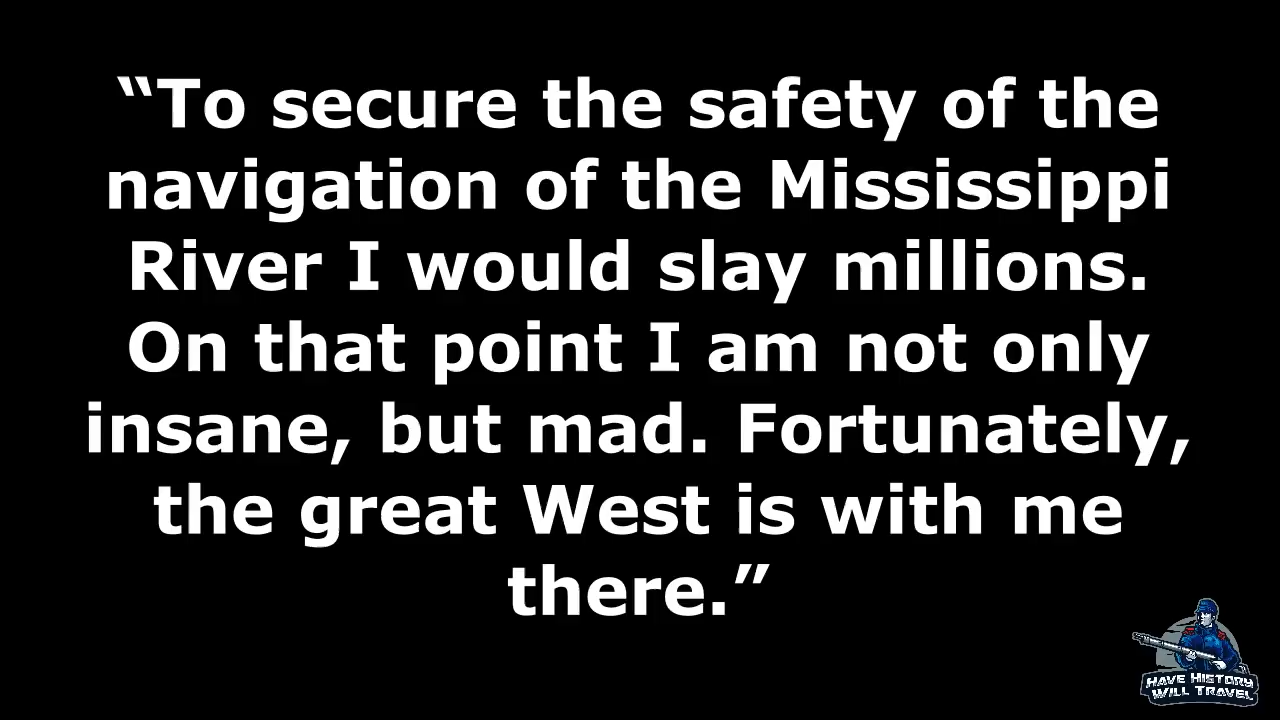 “To secure the safety of the
navigation of the Mississippi
River I would slay millions.
On that point I am not only
insane, but mad. Fortunately,
the great West is with me
there.”
HAVE HISTORY
WILL TRAVEL